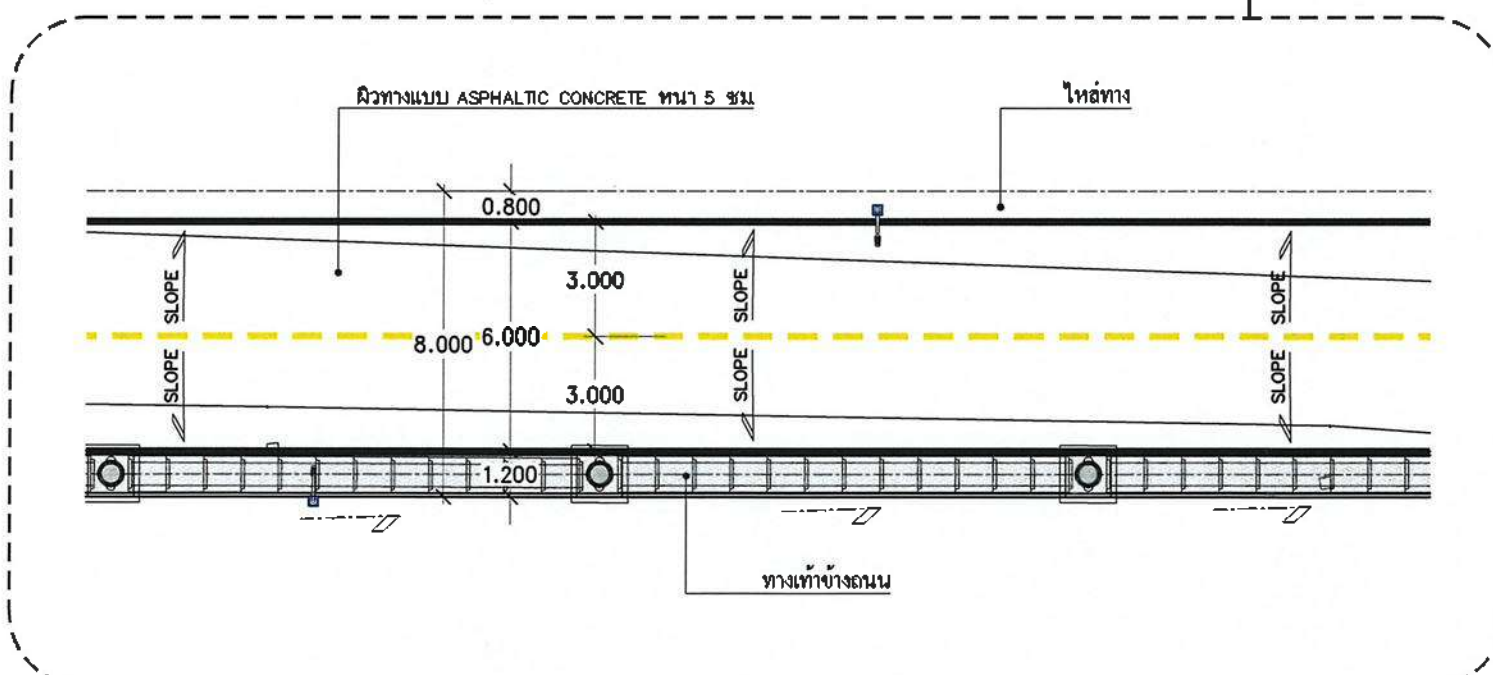 ผิวทางแบบ ASPHALTIC CONCRETE หนา 5 ซม
ไหล่ทาง
0.800
SLOPE
3.000
SLOPE
SLOPE
8.000
6.000
SLOPE
3.000
SLOPE
SLOPE
1.200
ทางเท้าข้างถนน